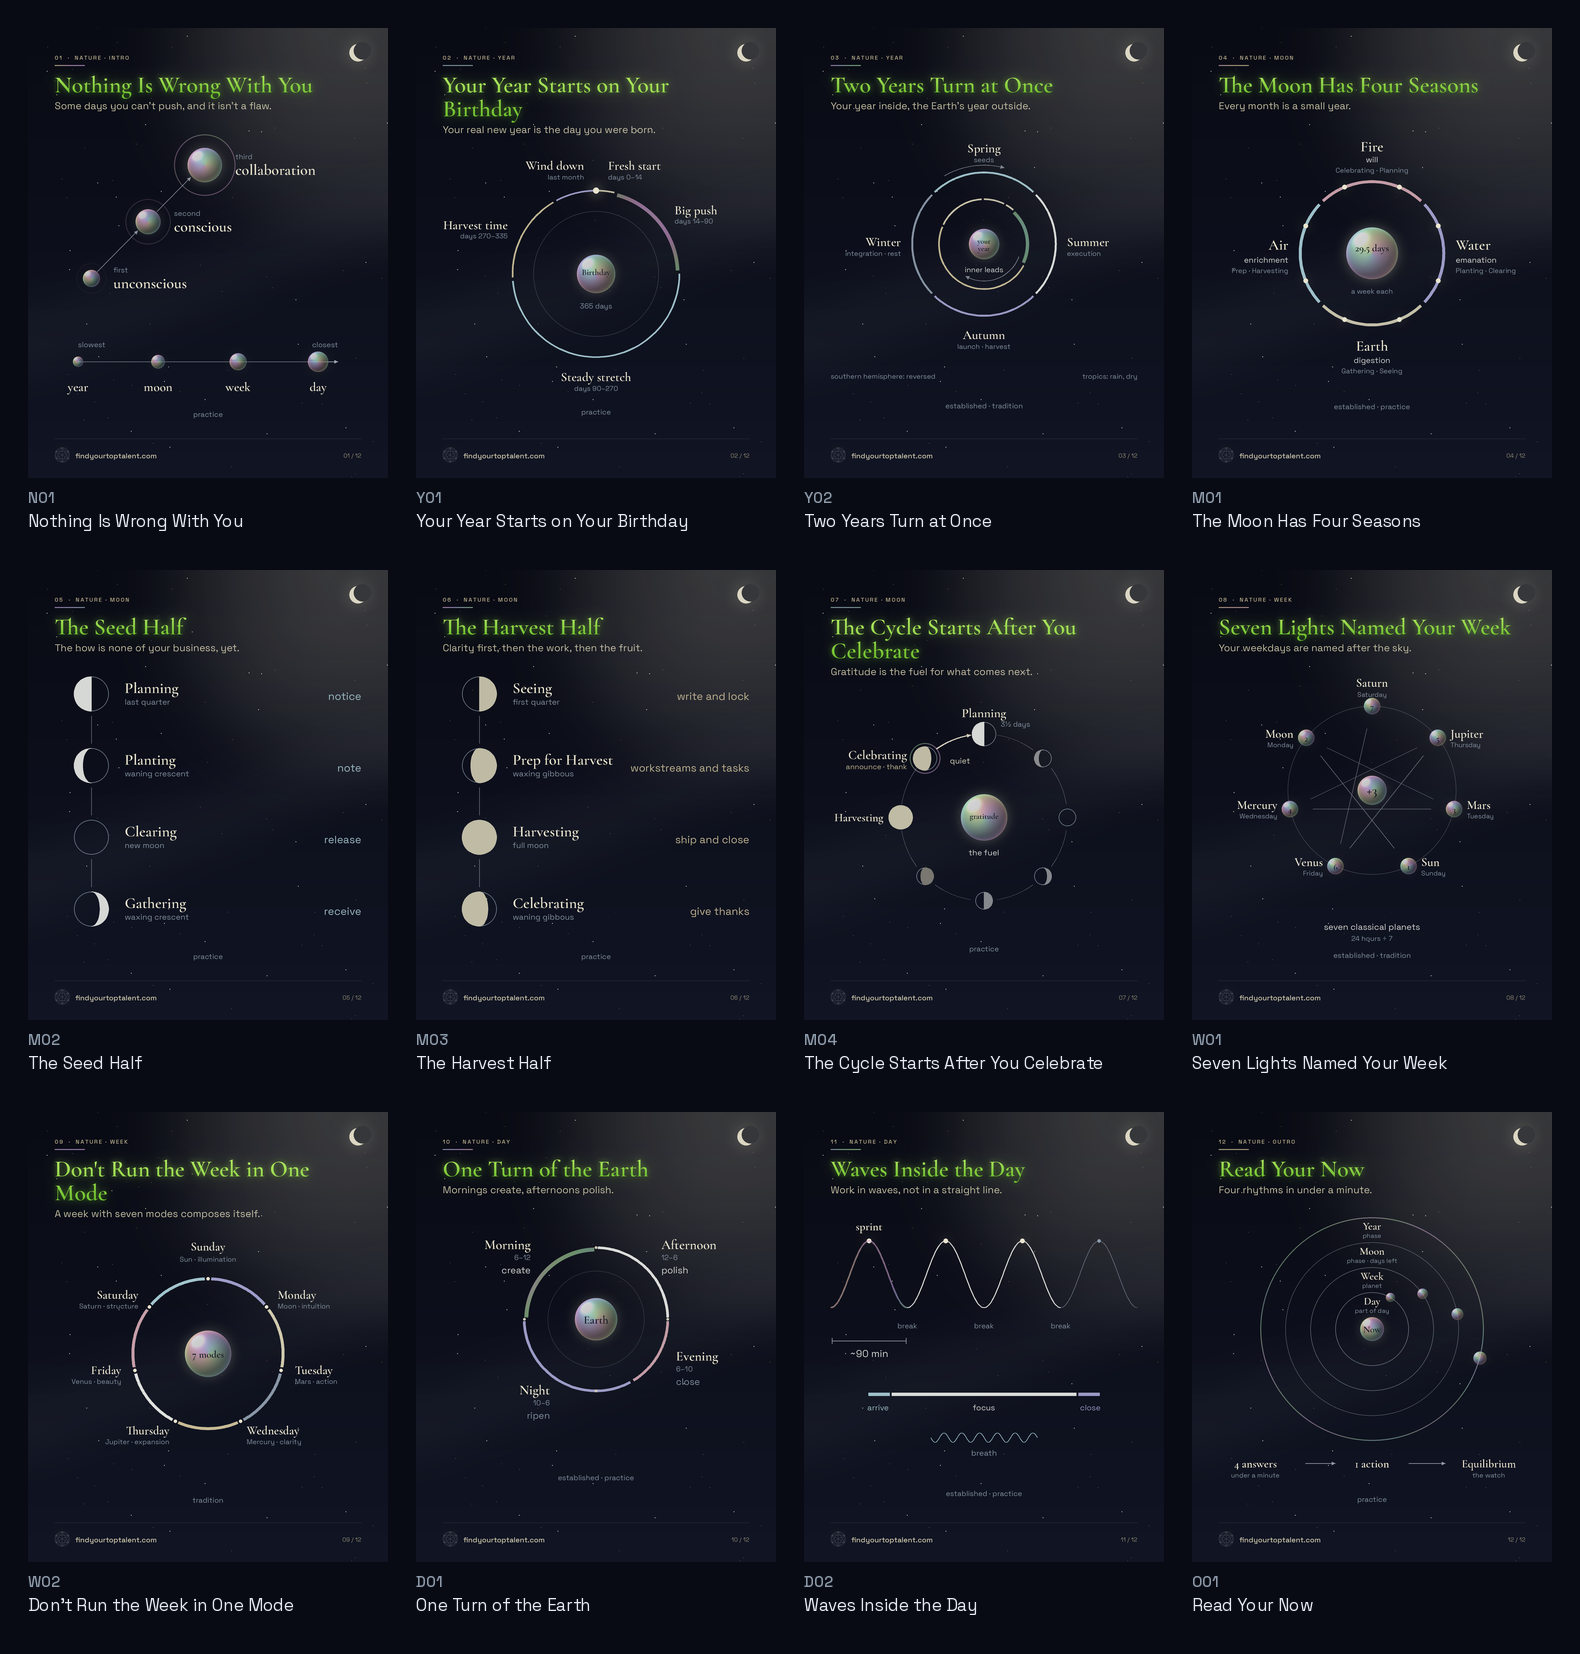 01 · NATURE · INTRO
Nothing Is Wrong With You
Some days you can't push, and it isn't a flaw.
third
collaboration
second
conscious
first
unconscious
slowest
closest
year
moon
week
day
practice
findyourtoptalent.com
01 / 12
N01
Nothing Is Wrong With You
02 · NATURE · YEAR
Your Year Starts on Your
Birthday
Your real new year is the day you were born.
Wind down
last month
Fresh start
days 0–14
Big push
days 14–90
Harvest time
days 270–335
Birthday
365 days
Steady stretch
days 90–270
practice
findyourtoptalent.com
02 / 12
Y01
Your Year Starts on Your Birthday
03 · NATURE · YEAR
Two Years Turn at Once
Your year inside, the Earth's year outside.
Spring
seeds
Winter
integration · rest
your
year
inner leads
Summer
execution
Autumn
launch · harvest
southern hemisphere: reversed
tropics: rain, dry
established · tradition
findyourtoptalent.com
03 / 12
Y02
Two Years Turn at Once
04 · NATURE · MOON
The Moon Has Four Seasons
Every month is a small year.
Fire
will
Celebrating · Planning
Air
enrichment
Prep · Harvesting
29.5 days
a week each
Water
emanation
Planting · Clearing
Earth
digestion
Gathering · Seeing
established · practice
findyourtoptalent.com
04 / 12
M01
The Moon Has Four Seasons
05 · NATURE · MOON
The Seed Half
The how is none of your business, yet.
Planning
last quarter
notice
Planting
waning crescent
note
Clearing
new moon
release
Gathering
waxing crescent
receive
practice
findyourtoptalent.com
05 / 12
M02
The Seed Half
06 · NATURE · MOON
The Harvest Half
Clarity first, then the work, then the fruit.
Seeing
first quarter
write and lock
Prep for Harvest
waxing gibbous
workstreams and tasks
Harvesting
full moon
ship and close
Celebrating
waning gibbous
give thanks
practice
findyourtoptalent.com
06 / 12
M03
The Harvest Half
07 · NATURE · MOON
The Cycle Starts After You
Celebrate
Gratitude is the fuel for what comes next.
Planning
3½ days
Celebrating
announce · thank
quiet
Harvesting
gratitude
the fuel
practice
findyourtoptalent.com
07 / 12
M04
The Cycle Starts After You Celebrate
08 · NATURE · WEEK
Seven Lights Named Your Week
Your weekdays are named after the sky.
Saturn
Saturday
Moon
Monday
Jupiter
Thursday
+3
Mercury
Wednesday
Mars
Tuesday
Venus
Friday
Sun
Sunday
seven classical planets
24 hours ÷ 7
established · tradition
findyourtoptalent.com
08 / 12
W01
Seven Lights Named Your Week
09 · NATURE · WEEK
Don't Run the Week in One
Mode
A week with seven modes composes itself.
Sunday
Sun · illumination
Saturday
Saturn · structure
Monday
Moon · intuition
7 modes
Friday
Venus · beauty
Tuesday
Mars · action
Thursday
Jupiter · expansion
Wednesday
Mercury · clarity
tradition
findyourtoptalent.com
09 / 12
W02
Don't Run the Week in One Mode
10 · NATURE · DAY
One Turn of the Earth
Mornings create, afternoons polish.
Morning
6–12
create
Afternoon
12–6
polish
Earth
Evening
6–10
close
Night
10–6
ripen
established · practice
findyourtoptalent.com
10 / 12
D01
One Turn of the Earth
11 · NATURE · DAY
Waves Inside the Day
Work in waves, not in a straight line.
sprint
break
break
break
~90 min
arrive
focus
close
breath
established · practice
findyourtoptalent.com
11 / 12
D02
Waves Inside the Day
12 · NATURE · OUTRO
Read Your Now
Four rhythms in under a minute.
Year
phase
Moon
phase · days left
Week
planet
Day
part of day
Now
4 answers
under a minute
1 action
Equilibrium
the watch
practice
findyourtoptalent.com
12 / 12
O01
Read Your Now